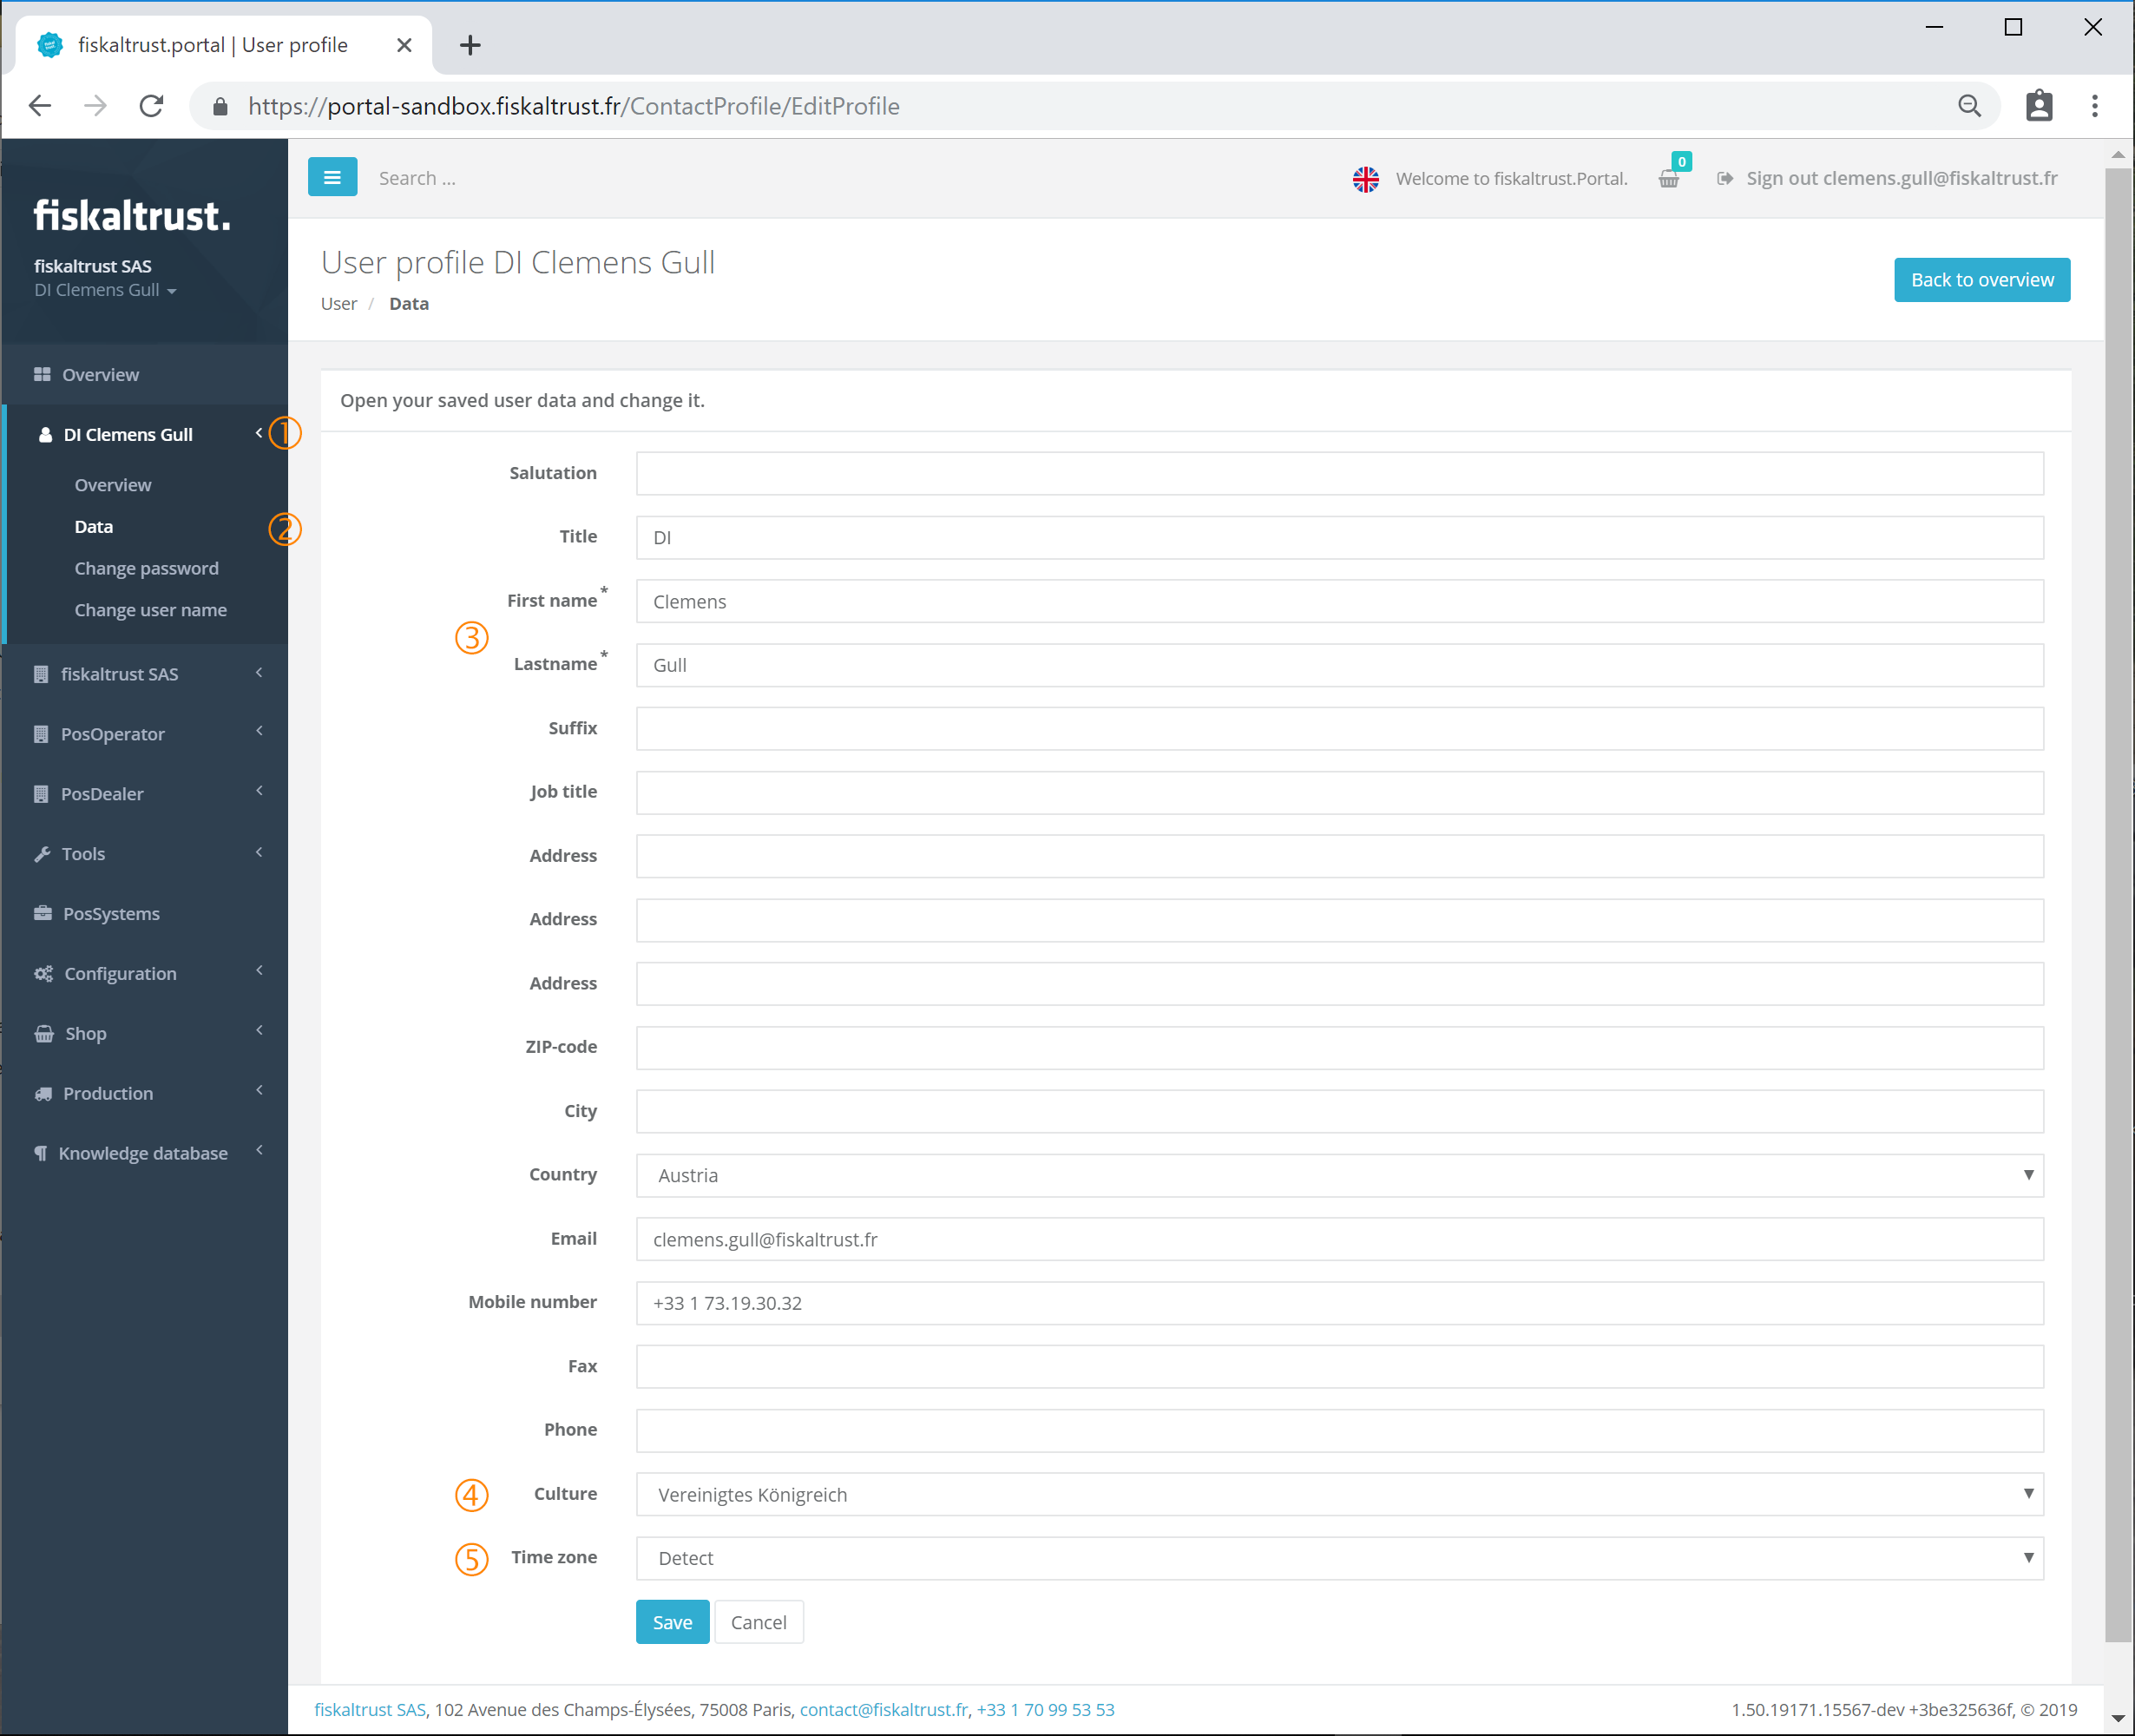 fiskaltrust.portal | User profile
https://portal-sandbox.fiskaltrust.fr/ContactProfile/EditProfile
fiskaltrust.
fiskaltrust SAS
DI Clemens Gull
Overview
DI Clemens Gull ①
Overview
Data ②
Change password
Change user name
fiskaltrust SAS
PosOperator
PosDealer
Tools
PosSystems
Configuration
Shop
Production
Knowledge database
Search ...
Welcome to fiskaltrust.Portal. 0 Sign out clemens.gull@fiskaltrust.fr
User profile DI Clemens Gull
User / Data
Back to overview
Open your saved user data and change it.
Salutation
Title DI
First name * Clemens
③
Lastname * Gull
Suffix
Job title
Address
Address
Address
ZIP-code
City
Country Austria
Email clemens.gull@fiskaltrust.fr
Mobile number +33 1 73.19.30.32
Fax
Phone
④ Culture Vereinigtes Königreich
⑤ Time zone Detect
Save Cancel
fiskaltrust SAS, 102 Avenue des Champs-Élysées, 75008 Paris, contact@fiskaltrust.fr, +33 1 70 99 53 53
1.50.19171.15567-dev +3be325636f, © 2019